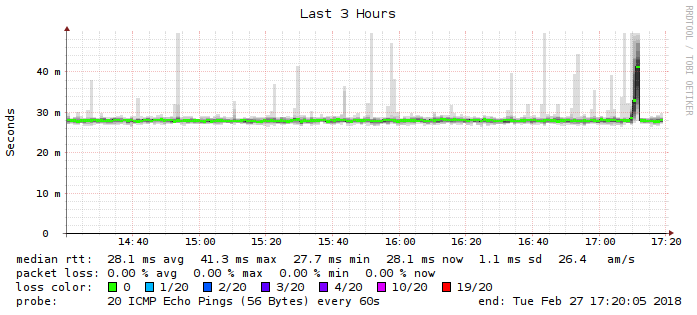 Last 3 Hours
RRDTOOL / TOBI OETIKER
Seconds
40 m
30 m
20 m
10 m
0
14:40 15:00 15:20 15:40 16:00 16:20 16:40 17:00 17:20
median rtt: 28.1 ms avg 41.3 ms max 27.7 ms min 28.1 ms now 1.1 ms sd 26.4 am/s
packet loss: 0.00 % avg 0.00 % max 0.00 % min 0.00 % now
loss color: 0 1/20 2/20 3/20 4/20 10/20 19/20
probe: 20 ICMP Echo Pings (56 Bytes) every 60s end: Tue Feb 27 17:20:05 2018